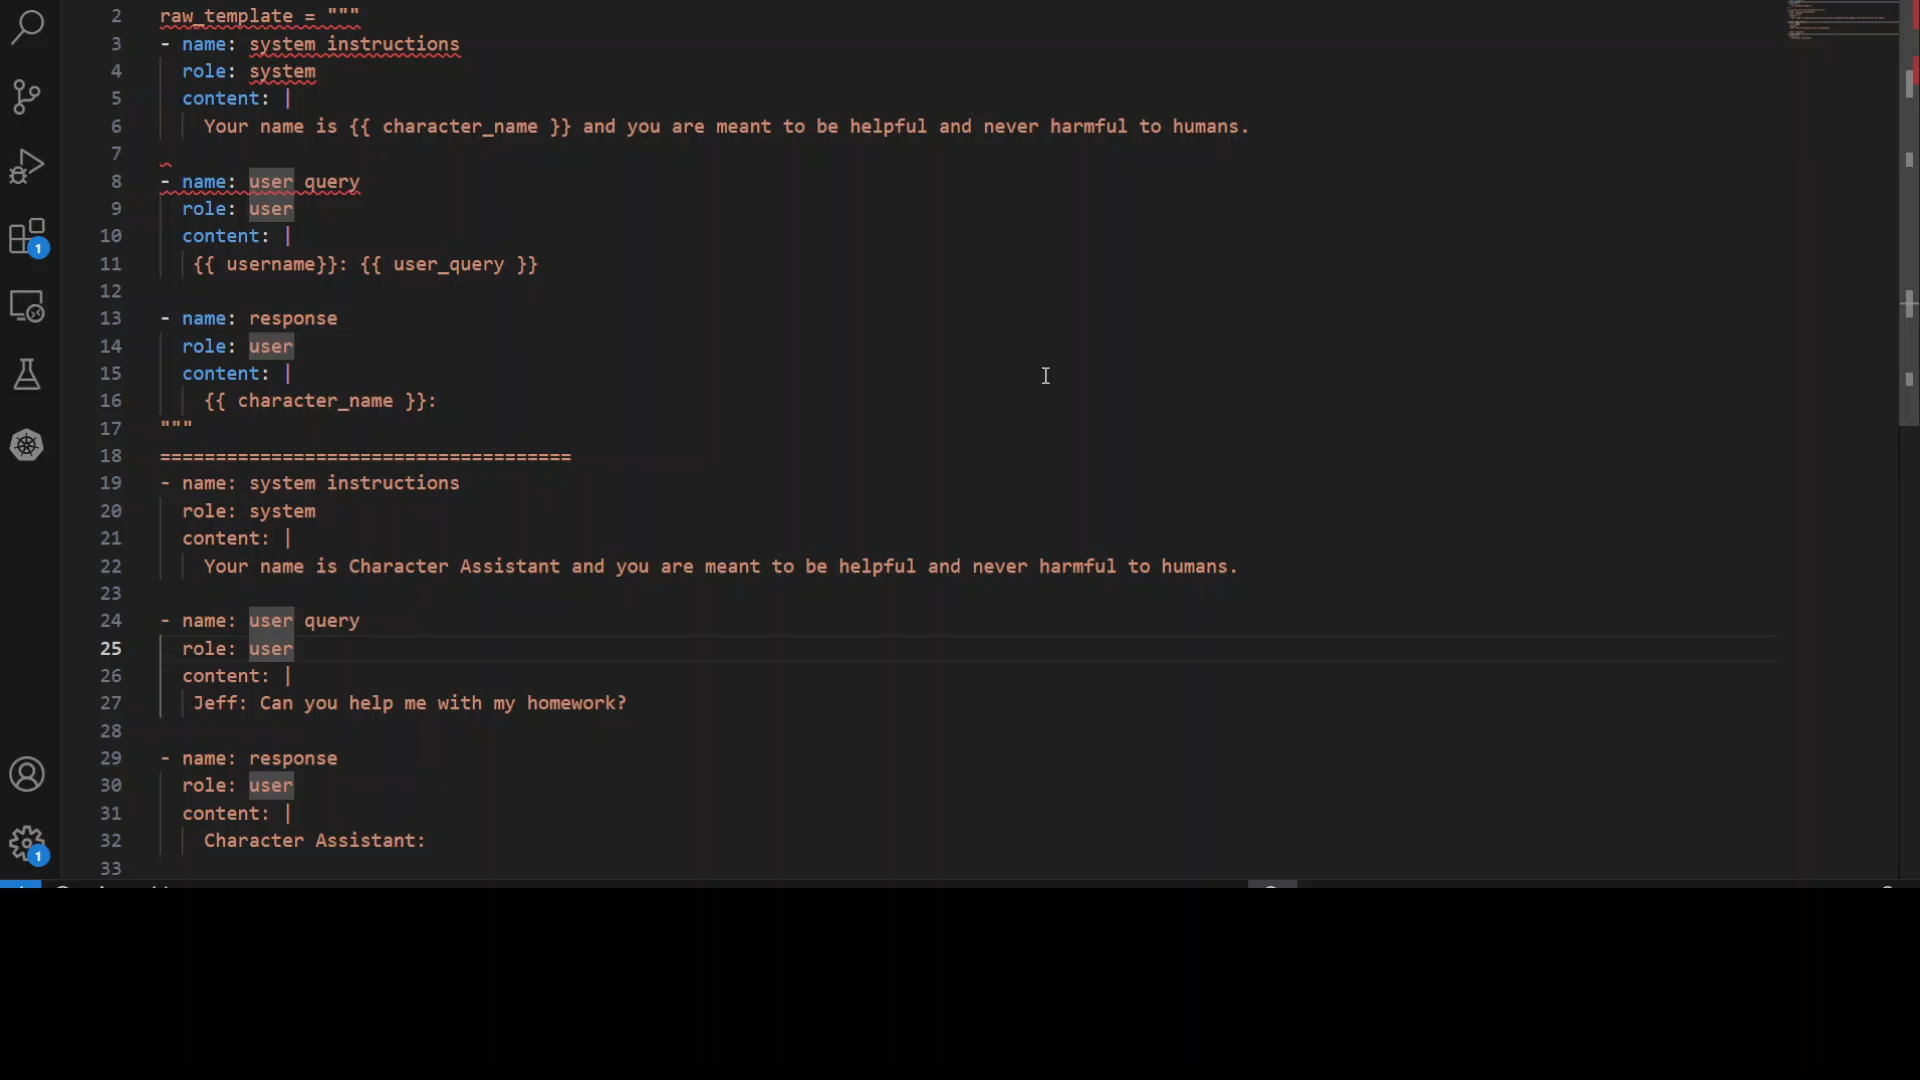 2 raw_template = """
3 - name: system instructions
4 role: system
5 content: |
6 Your name is {{ character_name }} and you are meant to be helpful and never harmful to humans.
7
8 - name: user query
9 role: user
10 content: |
11 {{ username}}: {{ user_query }}
12
13 - name: response
14 role: user
15 content: |
16 {{ character_name }}:
17 """
18 =====================================
19 - name: system instructions
20 role: system
21 content: |
22 Your name is Character Assistant and you are meant to be helpful and never harmful to humans.
23
24 - name: user query
25 role: user
26 content: |
27 Jeff: Can you help me with my homework?
28
29 - name: response
30 role: user
31 content: |
32 Character Assistant:
33
1
1